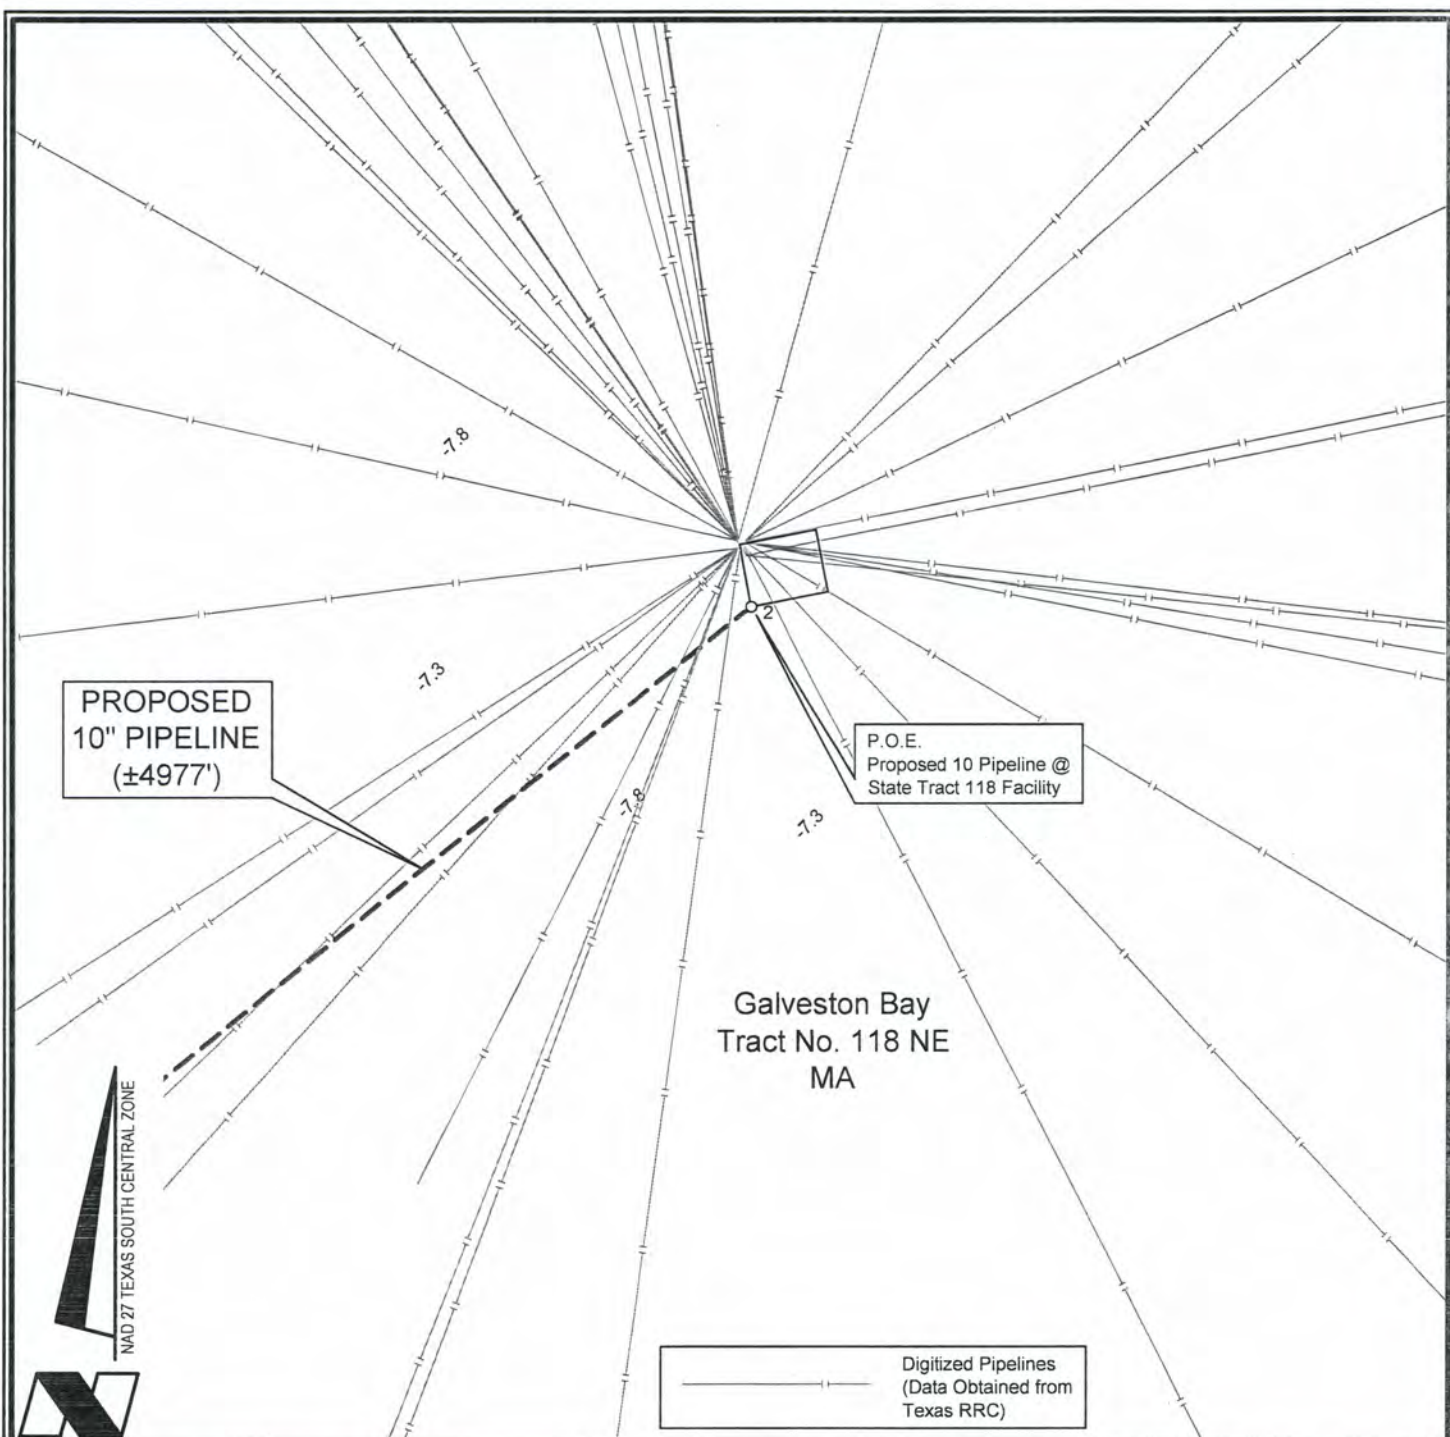 -7.8
2
-7.3
PROPOSED
10" PIPELINE
(±4977')
P.O.E.
Proposed 10 Pipeline @
State Tract 118 Facility
-7.8
-7.3
Galveston Bay
Tract No. 118 NE
MA
NAD 27 TEXAS SOUTH CENTRAL ZONE
Digitized Pipelines
(Data Obtained from
Texas RRC)